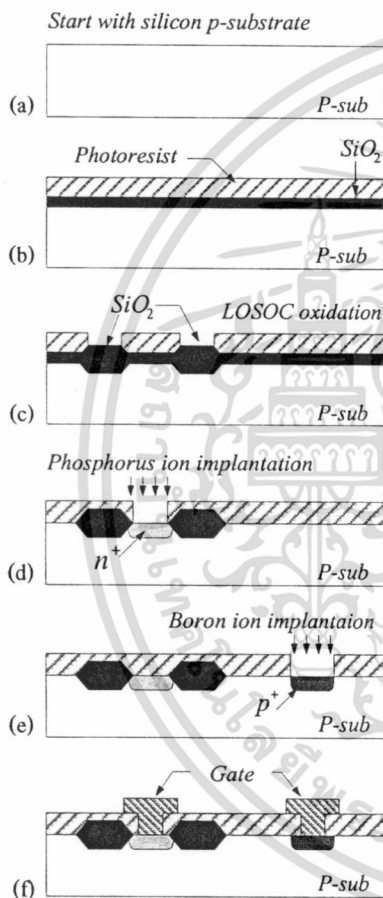 Start with silicon p-substrate
(a)
P-sub
Photoresist
SiO2
(b)
P-sub
SiO2
LOSOC oxidation
(c)
P-sub
Phosphorus ion implantation
n+
(d)
P-sub
Boron ion implantaion
p+
(e)
P-sub
Gate
(f)
P-sub